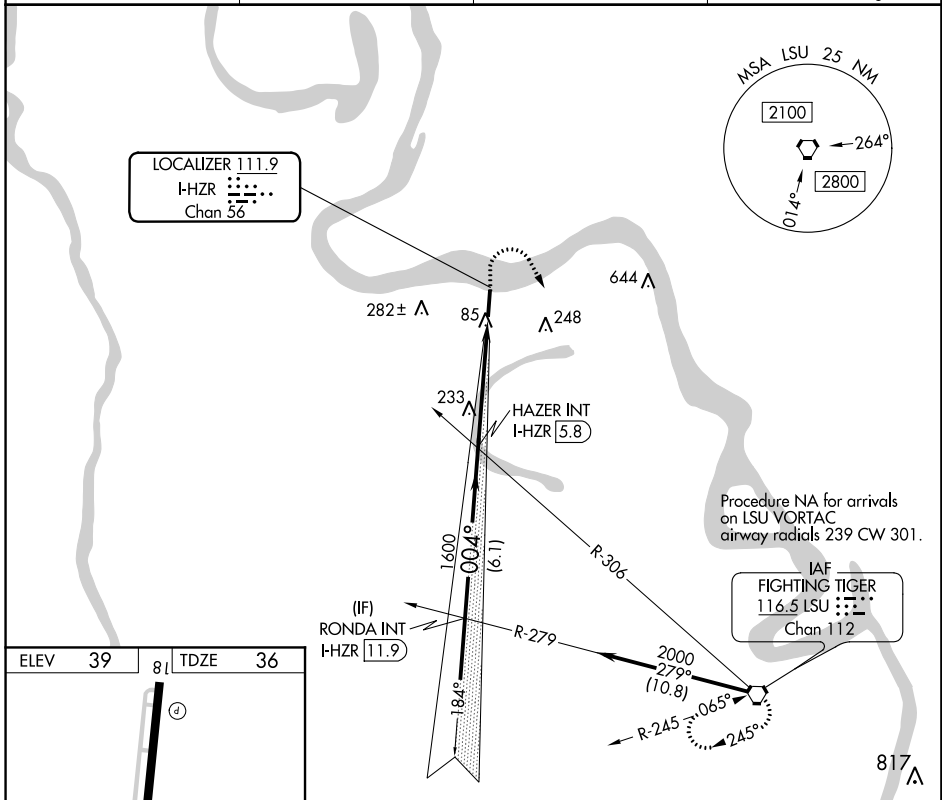 MSA LSU 25 NM
2100
264°
2800
014°
LOCALIZER 111.9
I-HZR
Chan 56
644
282±
85
248
233
HAZER INT
I-HZR 5.8
Procedure NA for arrivals
on LSU VORTAC
airway radials 239 CW 301.
1600
004°
(6.1)
R-306
IAF
FIGHTING TIGER
116.5 LSU
Chan 112
(IF)
RONDA INT
I-HZR 11.9
R-279
2000
279°
(10.8)
184°
R-245
065°
245°
817
ELEV 39
18
TDZE 36
P